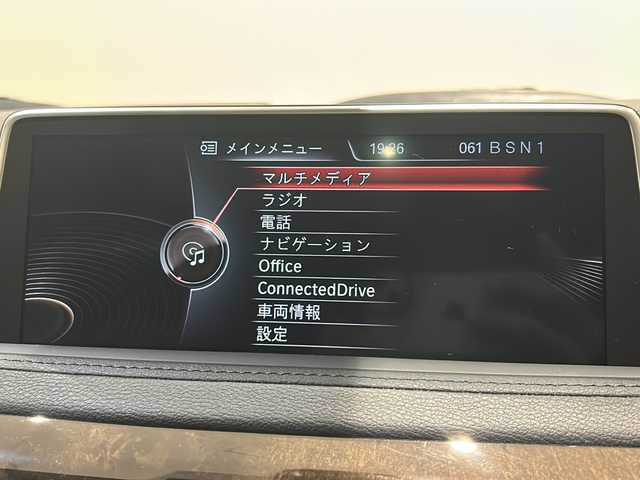 メインメニュー 19:26 061 BSN1
マルチメディア
ラジオ
電話
ナビゲーション
Office
ConnectedDrive
車両情報
設定